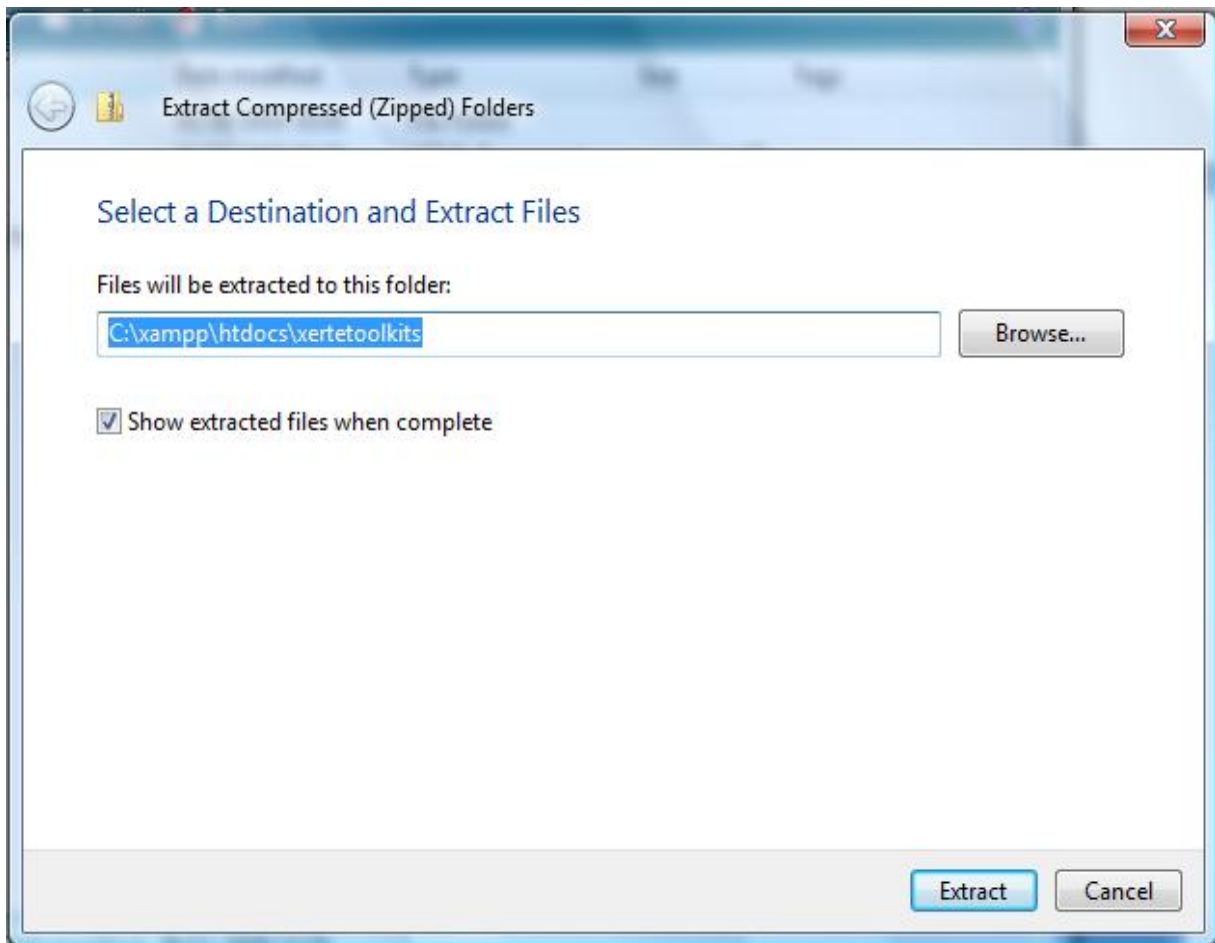 Extract Compressed (Zipped) Folders
Select a Destination and Extract Files
Files will be extracted to this folder:
C:\xampp\htdocs\xertetoolkits
Browse...
Show extracted files when complete
Extract
Cancel